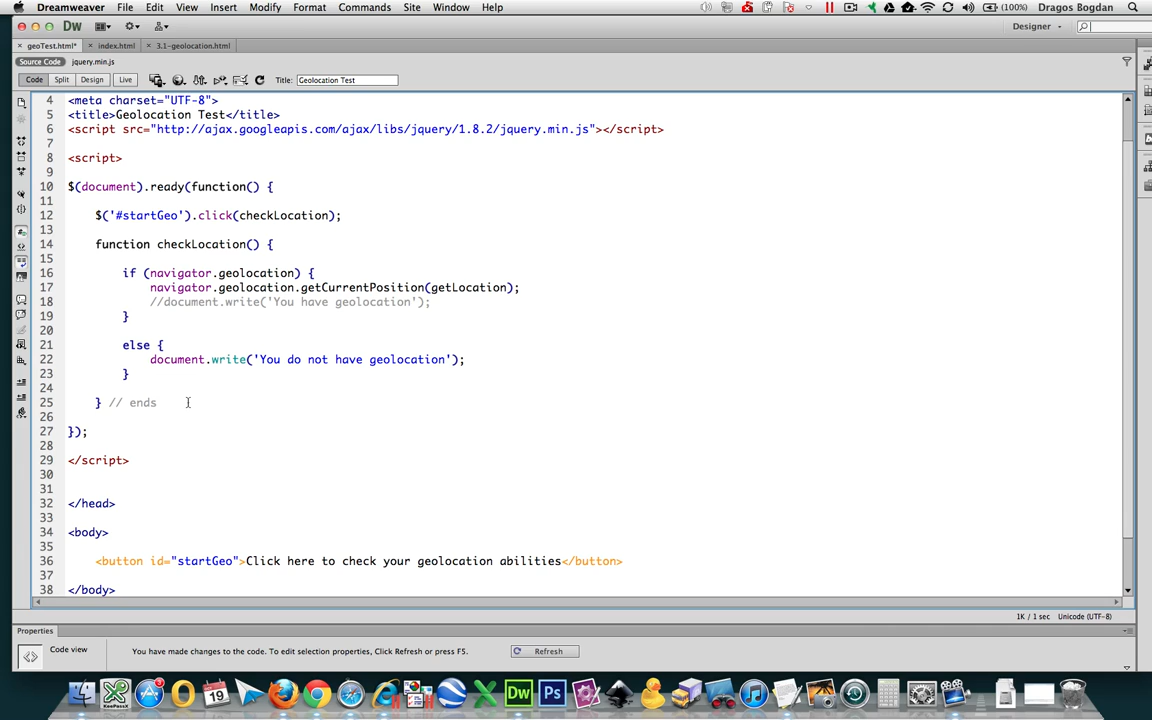 Dreamweaver File Edit View Insert Modify Format Commands Site Window Help (100%) Dragos Bogdan
Dw Designer
× geoTest.html* × index.html × 3.1-geolocation.html
Source Code jquery.min.js
Code Split Design Live Title: Geolocation Test
4 <meta charset="UTF-8">
5 <title>Geolocation Test</title>
6 <script src="http://ajax.googleapis.com/ajax/libs/jquery/1.8.2/jquery.min.js"></script>
7
8 <script>
9
10 $(document).ready(function() {
11
12 $('#startGeo').click(checkLocation);
13
14 function checkLocation() {
15
16 if (navigator.geolocation) {
17 navigator.geolocation.getCurrentPosition(getLocation);
18 //document.write('You have geolocation');
19 }
20
21 else {
22 document.write('You do not have geolocation');
23 }
24
25 } // ends
26
27 });
28
29 </script>
30
31
32 </head>
33
34 <body>
35
36 <button id="startGeo">Click here to check your geolocation abilities</button>
37
38 </body>
1K / 1 sec Unicode (UTF-8)
Properties
Code view You have made changes to the code. To edit selection properties, Click Refresh or press F5. Refresh
19 Dw Ps